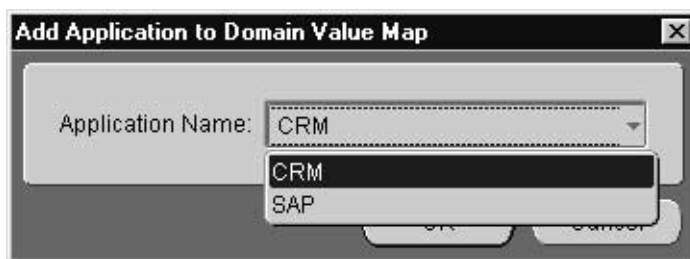 Add Application to Domain Value Map
Application Name: CRM
CRM
SAP